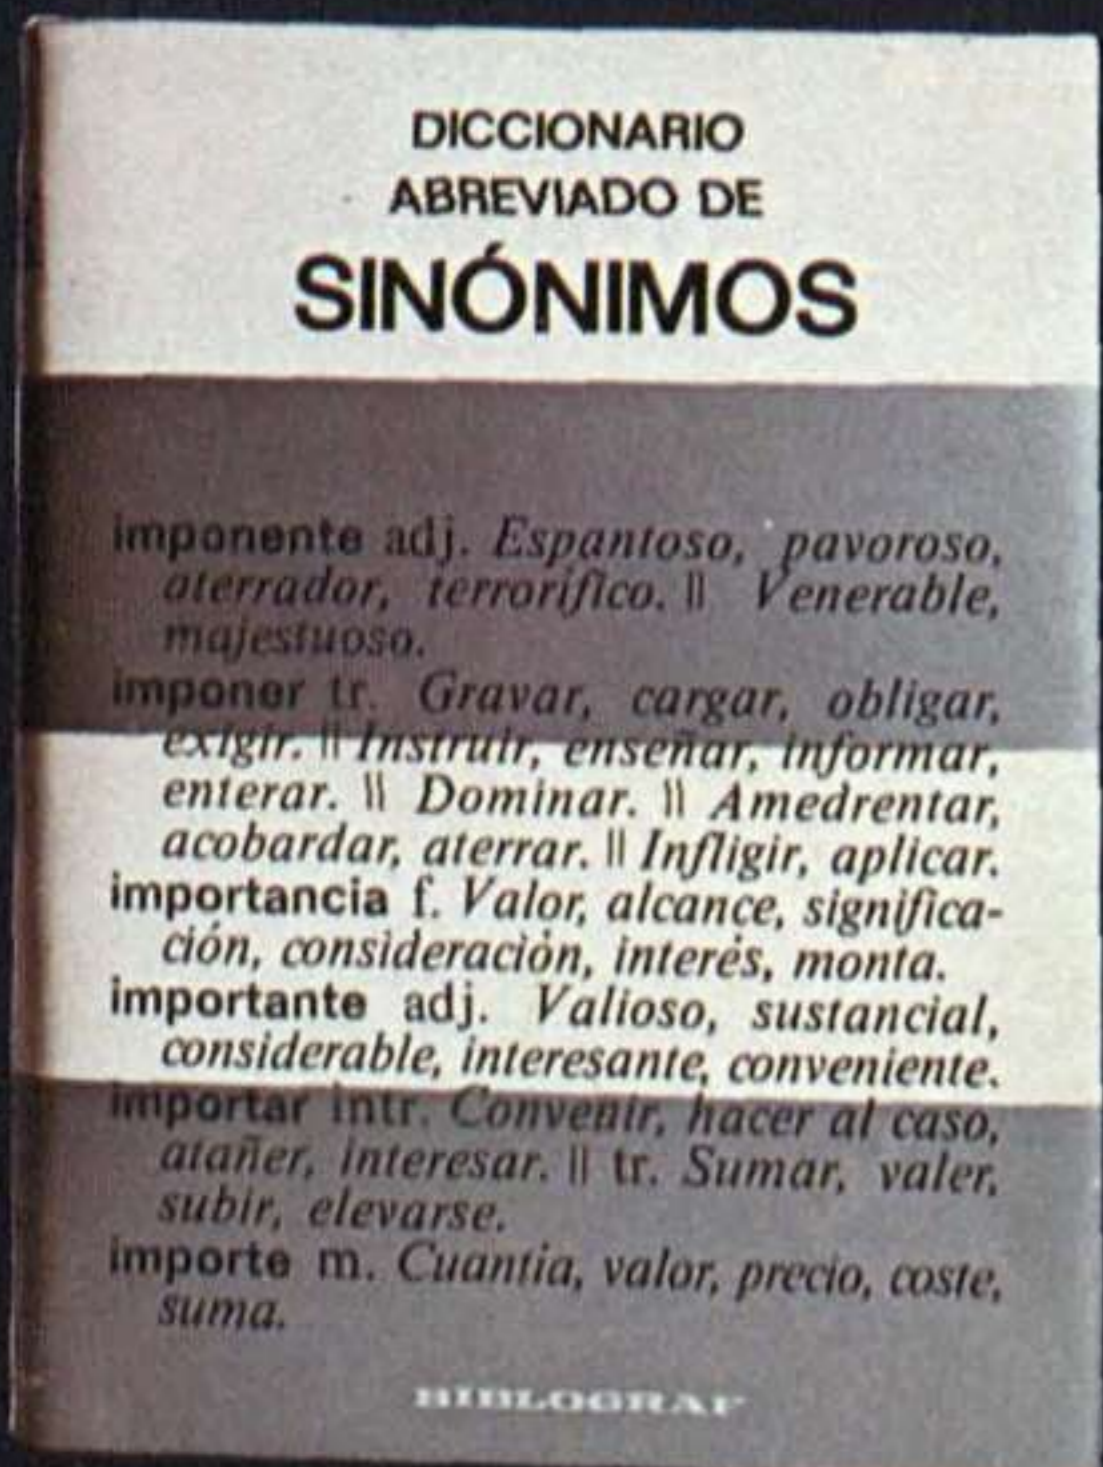 DICCIONARIO
ABREVIADO DE
SINÓNIMOS
imponente adj. Espantoso, pavoroso,
aterrador, terrorífico. || Venerable,
majestuoso.
imponer tr. Gravar, cargar, obligar,
exigir. || Instruir, enseñar, informar,
enterar. || Dominar. || Amedrentar,
acobardar, aterrar. || Infligir, aplicar.
importancia f. Valor, alcance, significa-
ción, consideración, interés, monta.
importante adj. Valioso, sustancial,
considerable, interesante, conveniente.
importar intr. Convenir, hacer al caso,
atañer, interesar. || tr. Sumar, valer,
subir, elevarse.
importe m. Cuantía, valor, precio, coste,
suma.
BIBLOGRAF